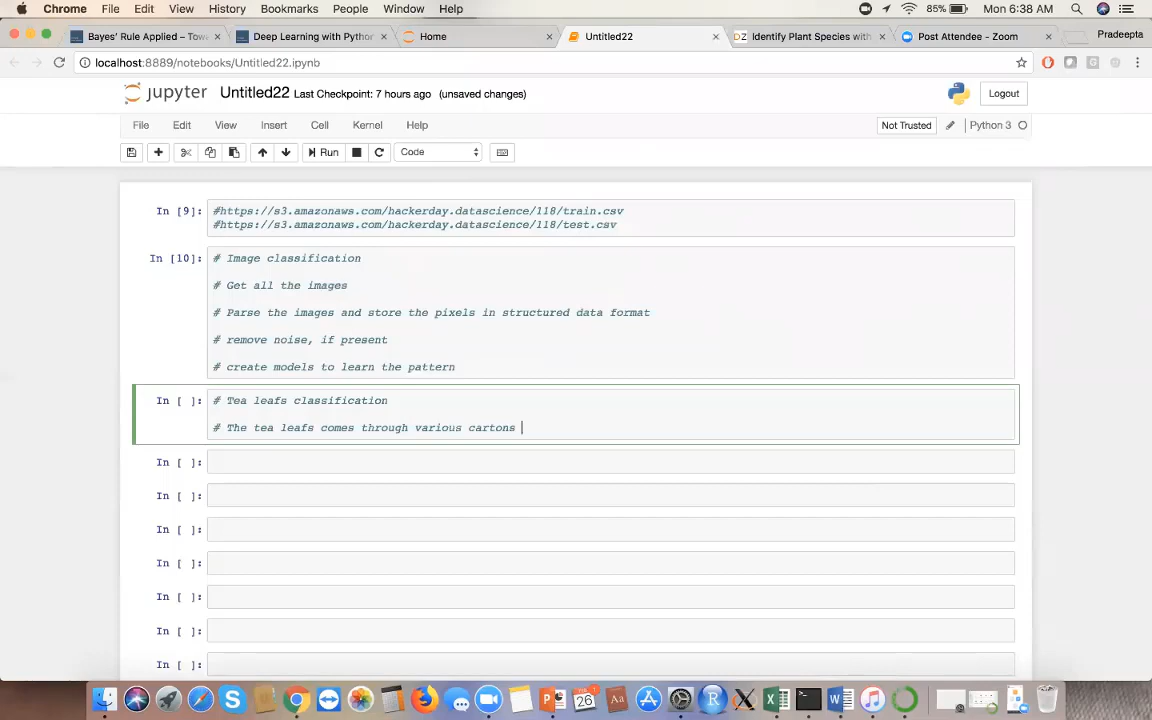 Chrome File Edit View History Bookmarks People Window Help 85% Mon 6:38 AM
Bayes' Rule Applied – Tow Deep Learning with Python Home Untitled22 Identify Plant Species with Post Attendee - Zoom Pradeepta
localhost:8889/notebooks/Untitled22.ipynb
jupyter Untitled22 Last Checkpoint: 7 hours ago (unsaved changes) Logout
File Edit View Insert Cell Kernel Help Not Trusted Python 3
Run Code
In [9]: #https://s3.amazonaws.com/hackerday.datascience/118/train.csv
#https://s3.amazonaws.com/hackerday.datascience/118/test.csv
In [10]: # Image classification
# Get all the images
# Parse the images and store the pixels in structured data format
# remove noise, if present
# create models to learn the pattern
In [ ]: # Tea leafs classification
# The tea leafs comes through various cartons
In [ ]:
In [ ]:
In [ ]:
In [ ]:
In [ ]:
In [ ]:
In [ ]: